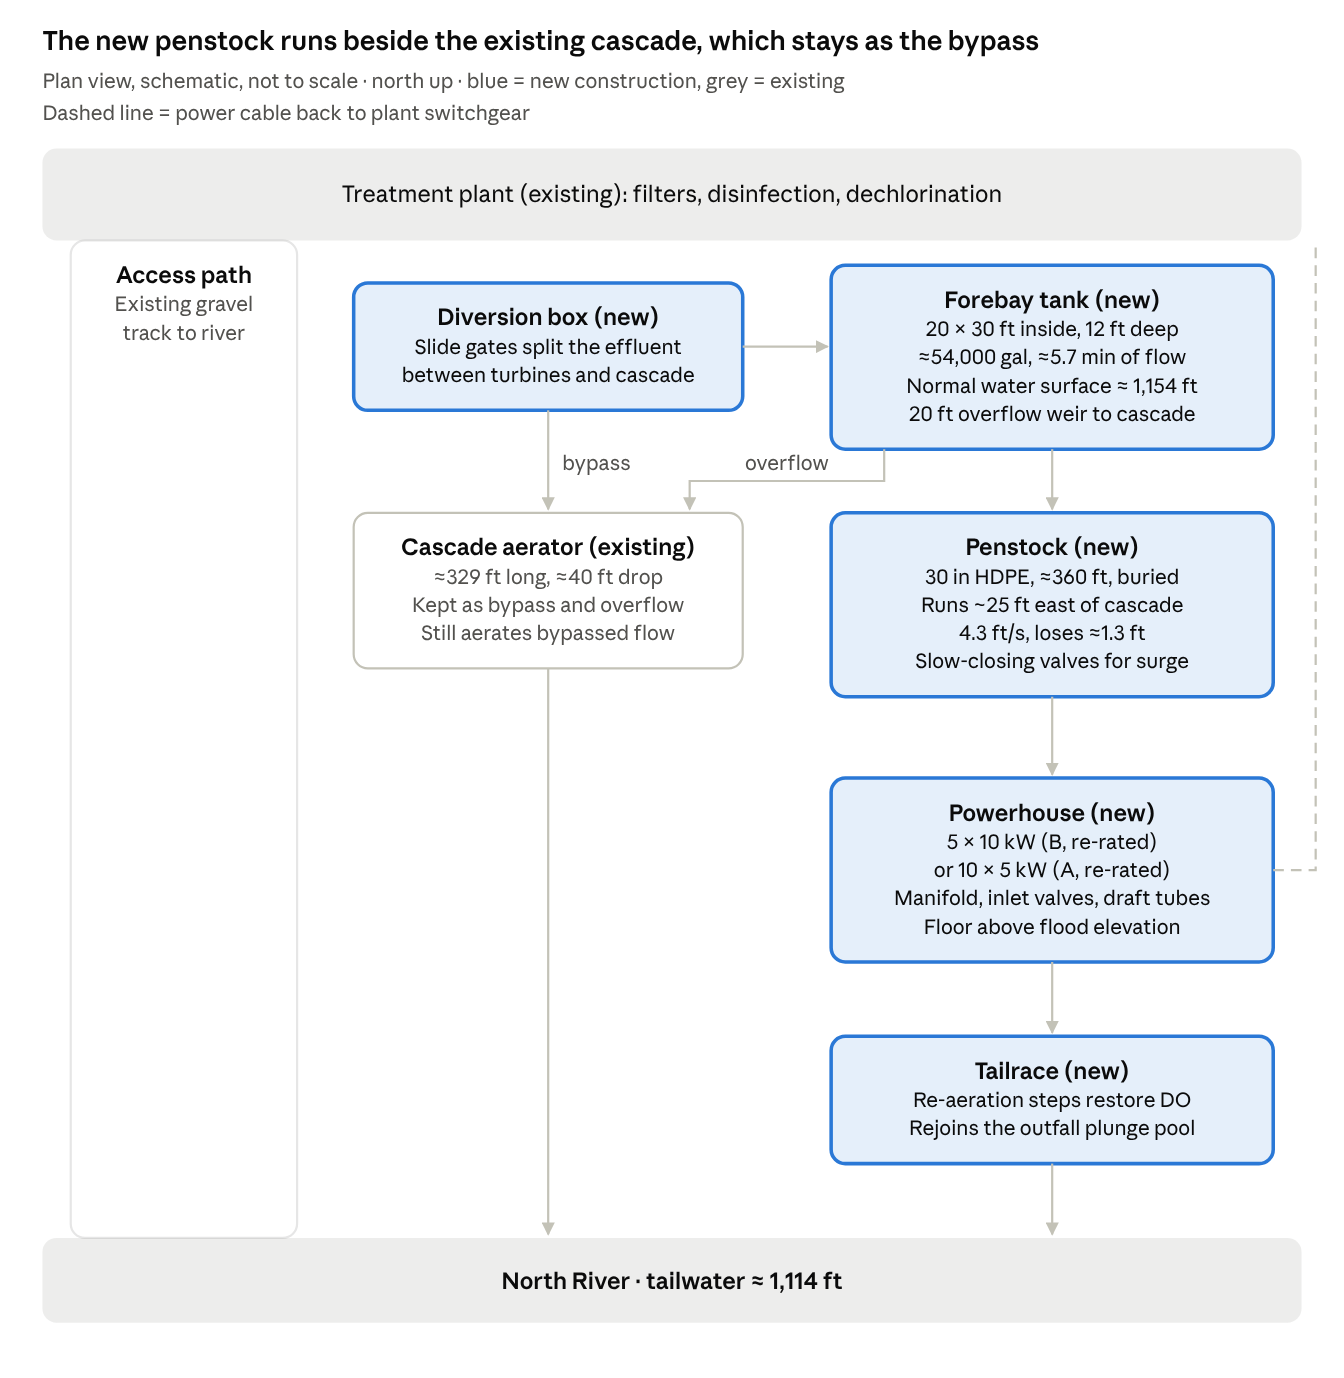 The new penstock runs beside the existing cascade, which stays as the bypass
Plan view, schematic, not to scale · north up · blue = new construction, grey = existing
Dashed line = power cable back to plant switchgear
Treatment plant (existing): filters, disinfection, dechlorination
Access path
Existing gravel
track to river
Diversion box (new)
Slide gates split the effluent
between turbines and cascade
Forebay tank (new)
20 × 30 ft inside, 12 ft deep
≈54,000 gal, ≈5.7 min of flow
Normal water surface ≈ 1,154 ft
20 ft overflow weir to cascade
bypass
overflow
Cascade aerator (existing)
≈329 ft long, ≈40 ft drop
Kept as bypass and overflow
Still aerates bypassed flow
Penstock (new)
30 in HDPE, ≈360 ft, buried
Runs ~25 ft east of cascade
4.3 ft/s, loses ≈1.3 ft
Slow-closing valves for surge
Powerhouse (new)
5 × 10 kW (B, re-rated)
or 10 × 5 kW (A, re-rated)
Manifold, inlet valves, draft tubes
Floor above flood elevation
Tailrace (new)
Re-aeration steps restore DO
Rejoins the outfall plunge pool
North River · tailwater ≈ 1,114 ft